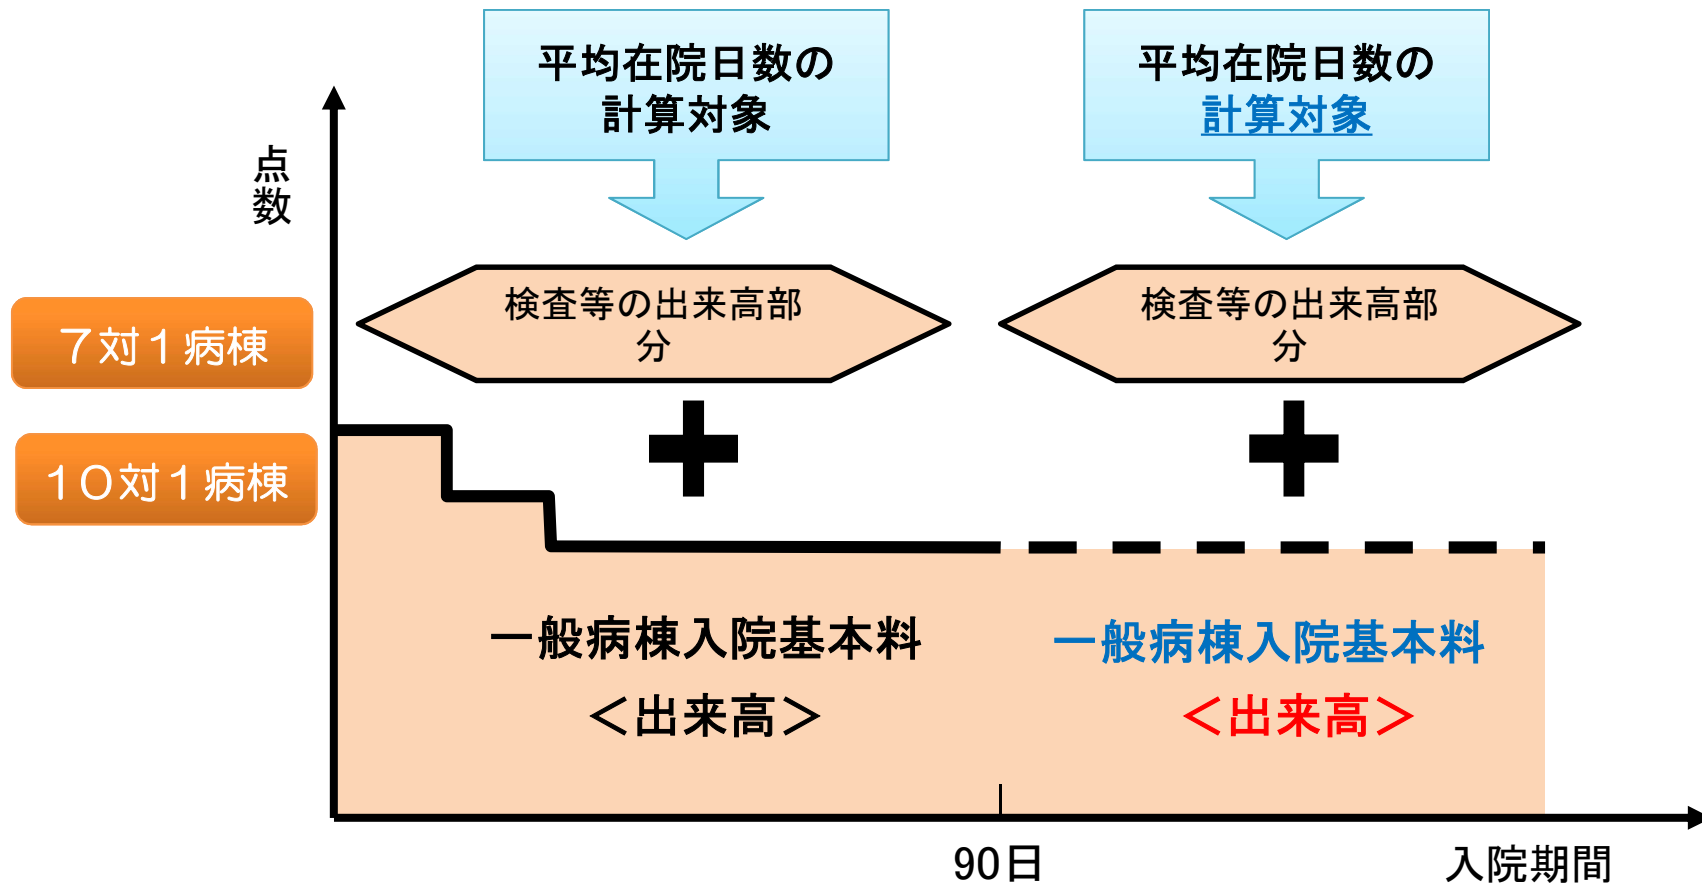 平均在院日数の
計算対象
平均在院日数の
計算対象
点
数
検査等の出来高部
分
検査等の出来高部
分
７対１病棟
１０対１病棟
一般病棟入院基本料
＜出来高＞
一般病棟入院基本料
＜出来高＞
90日
入院期間